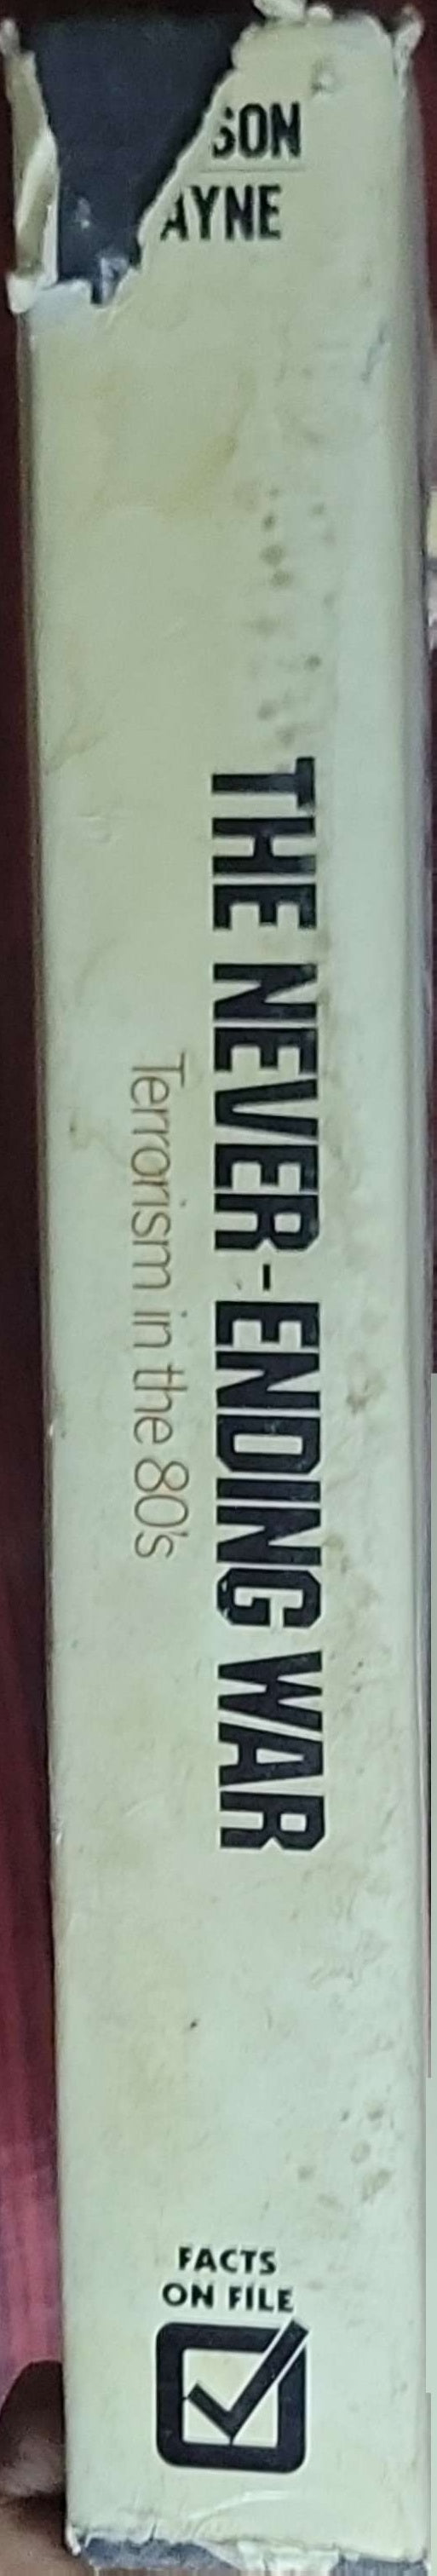 SON
AYNE
THE NEVER-ENDING WAR
Terrorism in the 80's
FACTS
ON FILE